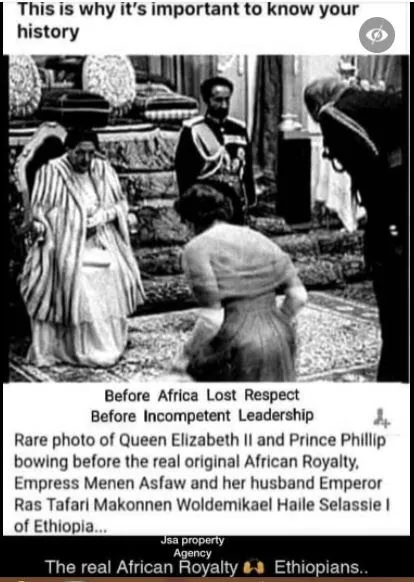 This is why it's important to know your
history
Before Africa Lost Respect
Before Incompetent Leadership
Rare photo of Queen Elizabeth II and Prince Phillip
bowing before the real original African Royalty,
Empress Menen Asfaw and her husband Emperor
Ras Tafari Makonnen Woldemikael Haile Selassie I
of Ethiopia...
Jsa property
Agency
The real African Royalty 🙌🏾 Ethiopians..